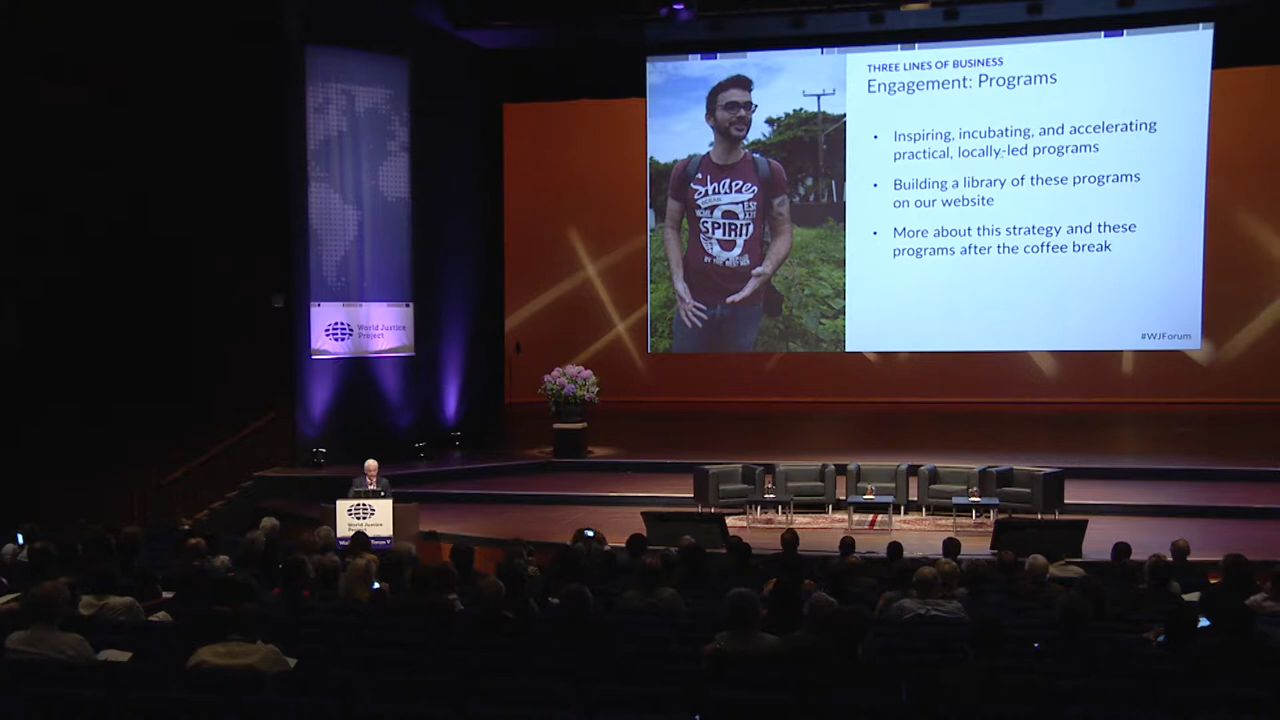 THREE LINES OF BUSINESS
Engagement: Programs
• Inspiring, incubating, and accelerating
practical, locally-led programs
• Building a library of these programs
on our website
• More about this strategy and these
programs after the coffee break
#WJForum
Shape
SPIRIT
World Justice
Project
World Justice
Project
Forum V